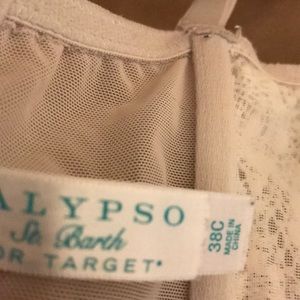 ALYPSO
St. Barth
OR TARGET®
38C
MADE IN
CHINA